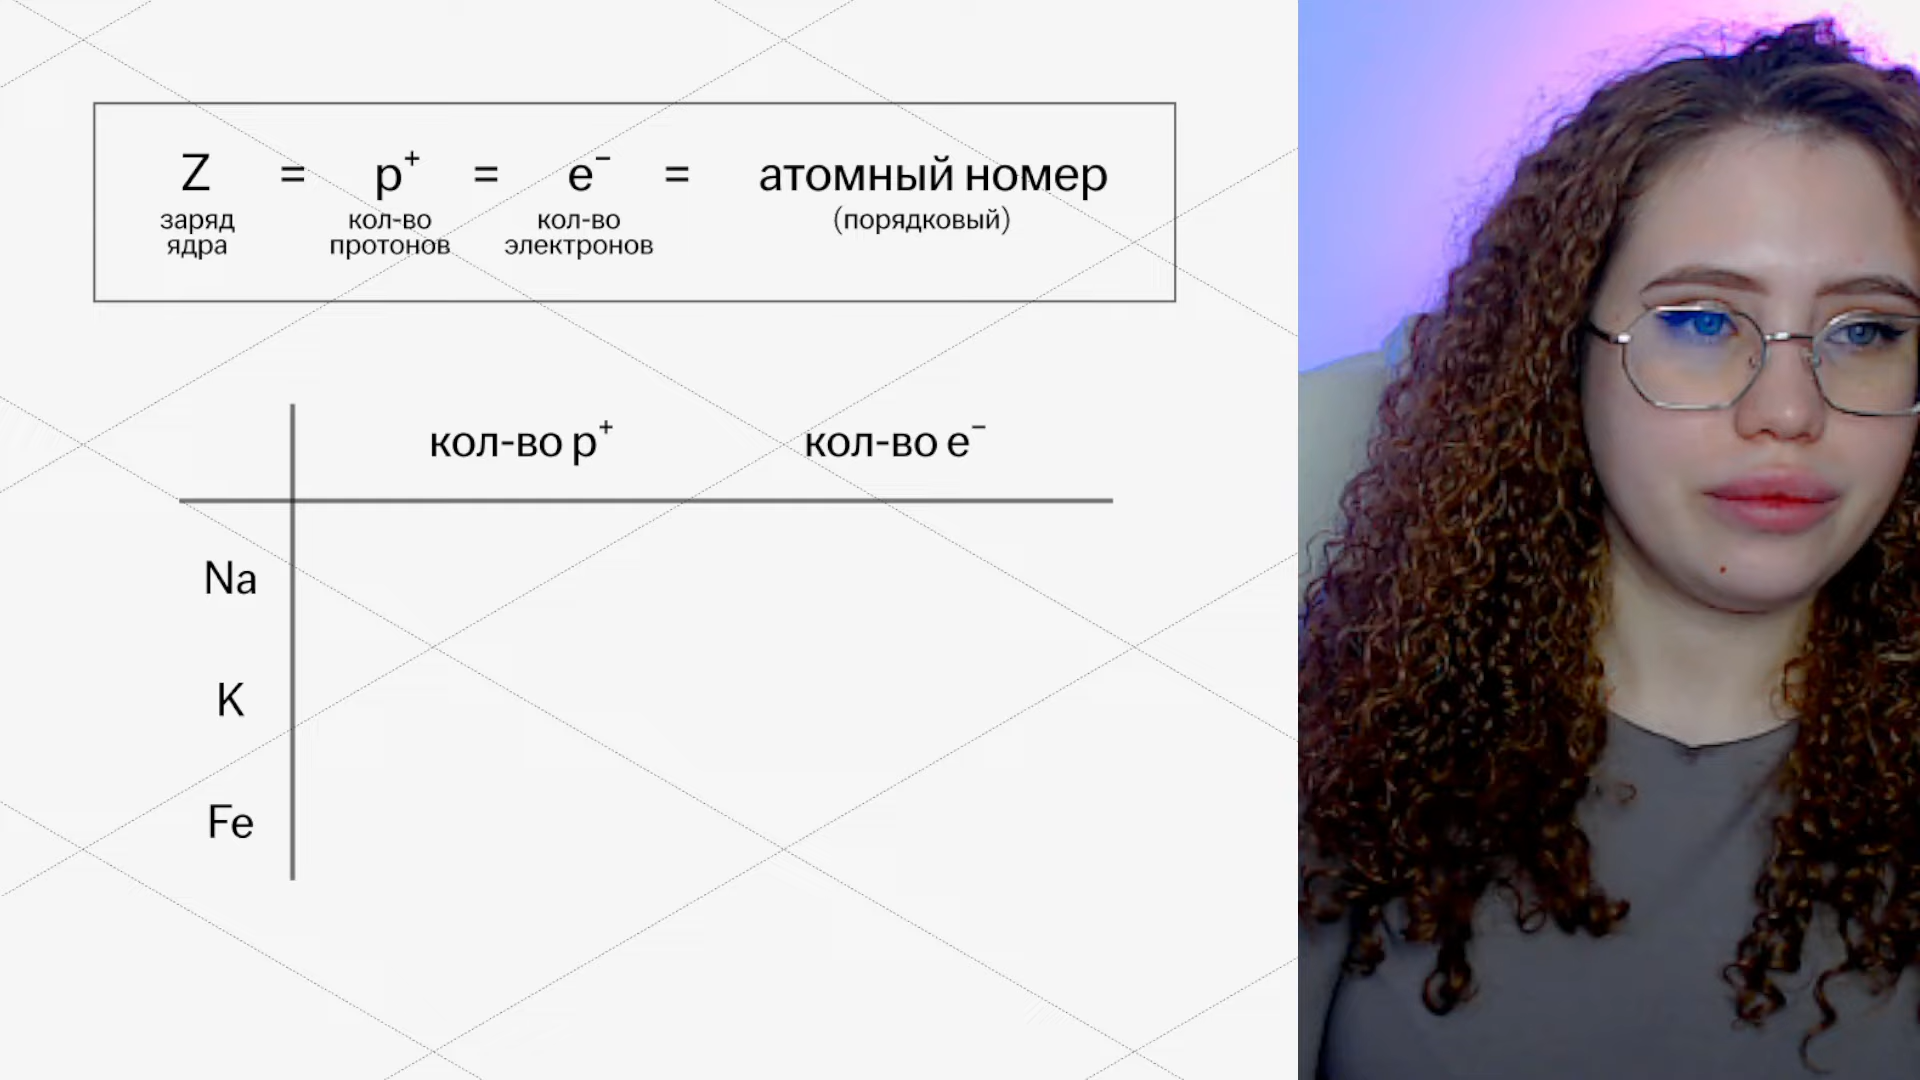 Z = p⁺ = e⁻ = атомный номер
заряд ядра
кол-во протонов
кол-во электронов
(порядковый)
кол-во p⁺ кол-во e⁻
Na
K
Fe